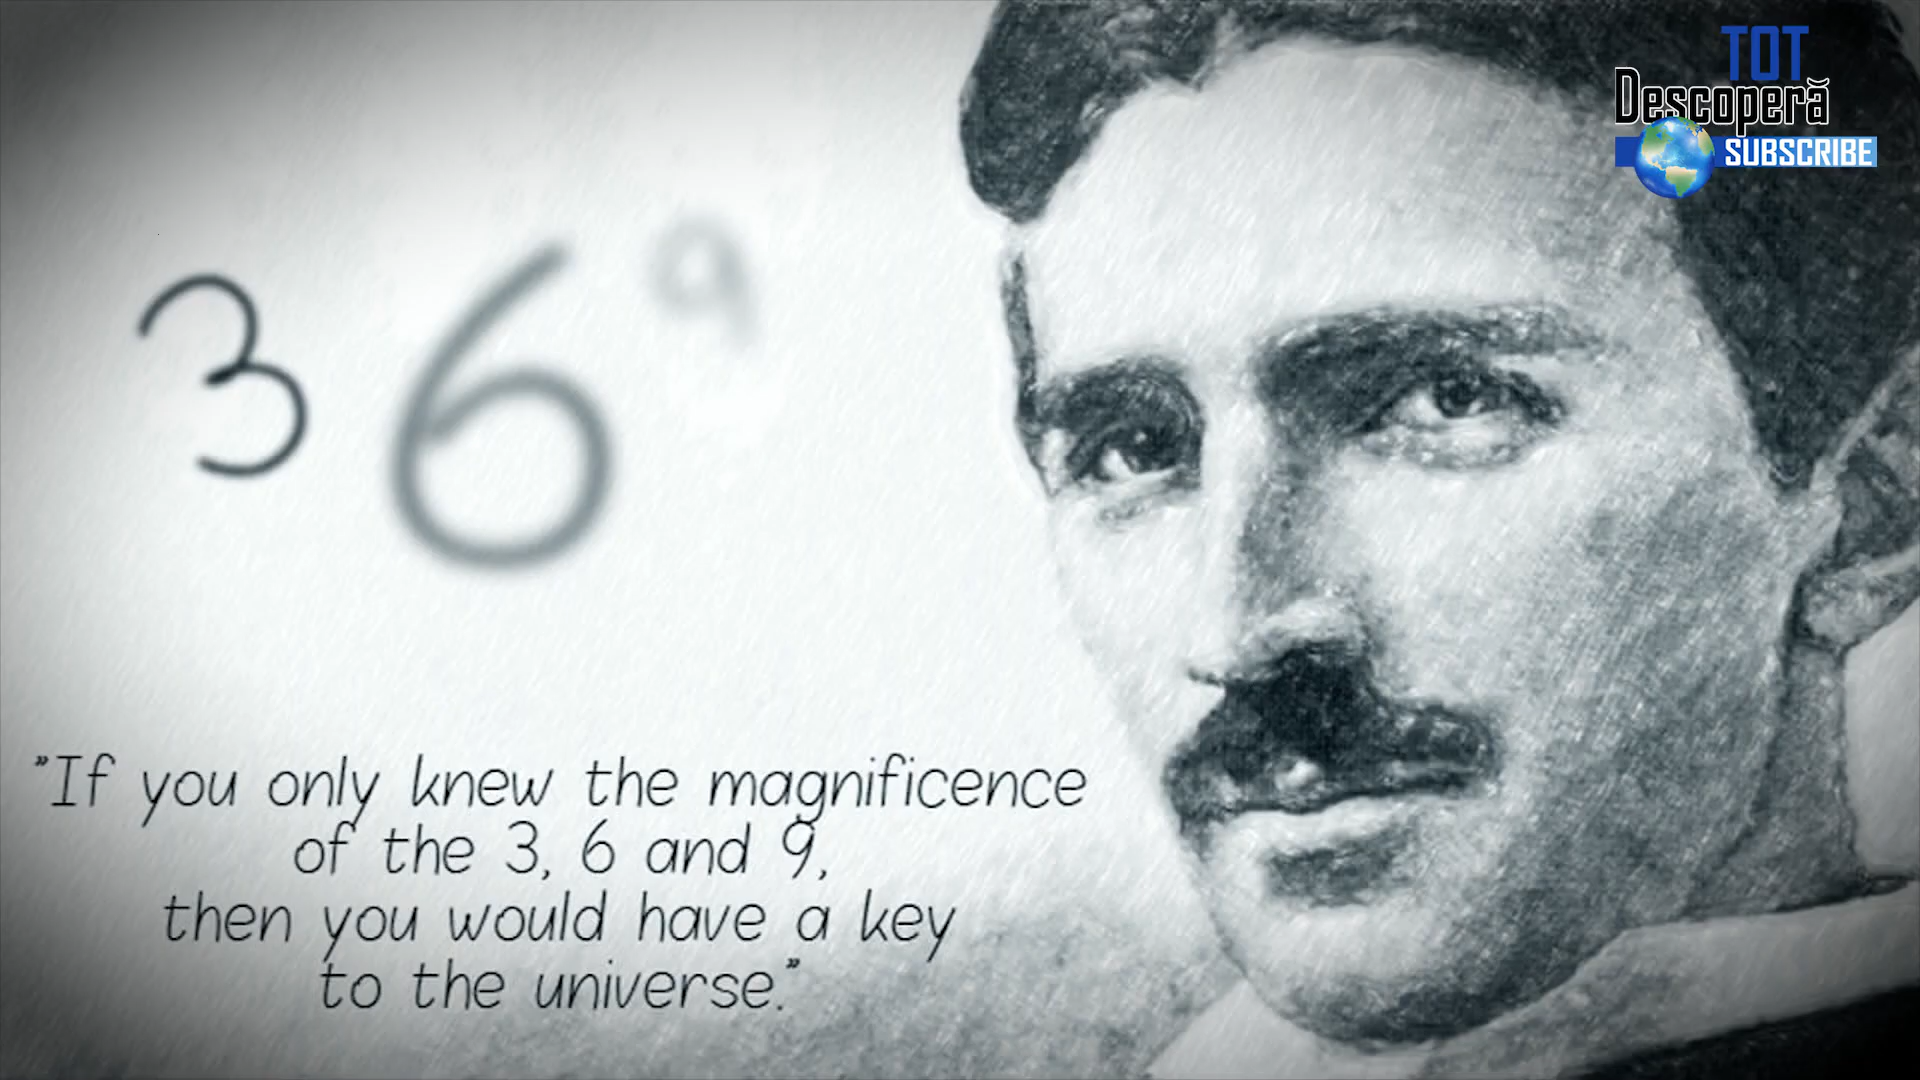 TOT
Descoperă
SUBSCRIBE
3 6 9
"If you only knew the magnificence
of the 3, 6 and 9,
then you would have a key
to the universe."